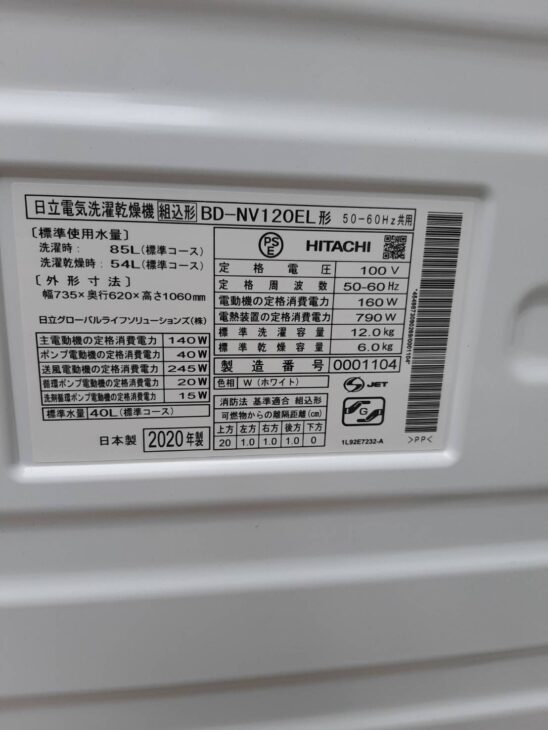 日立電気洗濯乾燥機 組込形 BD-NV120EL形 50-60Hz共用
〔標準使用水量〕
洗濯時 : 85L(標準コース)
洗濯乾燥時 : 54L(標準コース)
〔外形寸法〕
幅735×奥行620×高さ1060mm
日立グローバルライフソリューションズ(株)
主電動機の定格消費電力 140W
ポンプ電動機の定格消費電力 40W
送風電動機の定格消費電力 245W
循環ポンプ電動機の定格消費電力 20W
洗剤循環ポンプ電動機の定格消費電力 15W
標準水量 40L(標準コース)
日本製 2020年製
PSE HITACHI
定格電圧 100V
定格周波数 50-60Hz
電動機の定格消費電力 160W
電熱装置の定格消費電力 790W
標準洗濯容量 12.0kg
標準乾燥容量 6.0kg
製造番号 0001104
色相 W(ホワイト)
消防法 基準適合 組込形
可燃物からの離隔距離(cm)
上方 左方 右方 後方 下方
20 1.0 1.0 1.0 0
JET
1L92E7232-A
>PP<